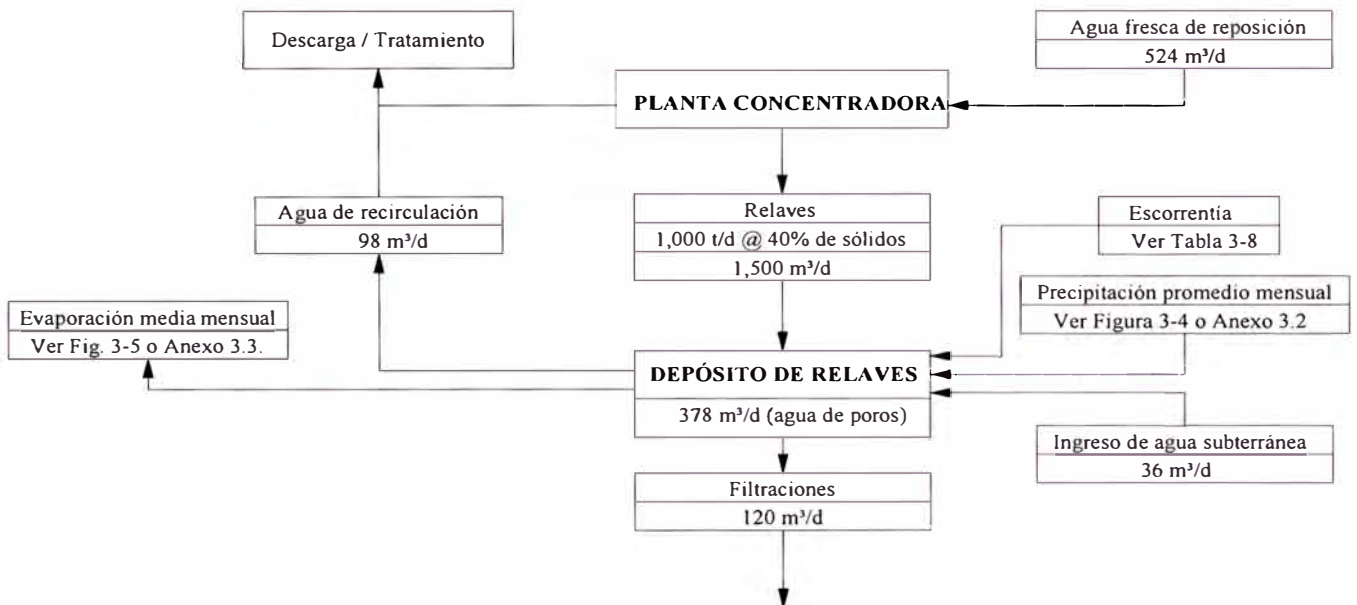 Descarga / Tratamiento
Agua fresca de reposición
524 m³/d
PLANTA CONCENTRADORA
Agua de recirculación
98 m³/d
Relaves
1,000 t/d @ 40% de sólidos
1,500 m³/d
Escorrentía
Ver Tabla 3-8
Precipitación promedio mensual
Ver Figura 3-4 o Anexo 3.2
Evaporación media mensual
Ver Fig. 3-5 o Anexo 3.3.
DEPÓSITO DE RELAVES
378 m³/d (agua de poros)
Ingreso de agua subterránea
36 m³/d
Filtraciones
120 m³/d